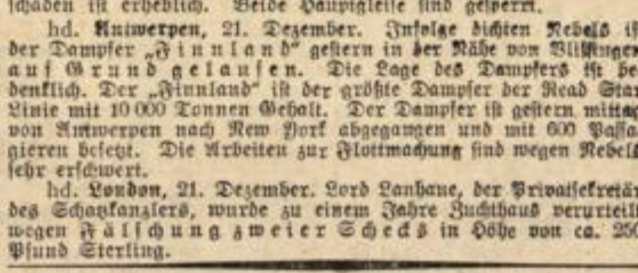 schaden ist erheblich. Beide Hauptgleise sind gesperrt.
hd. Antwerpen, 21. Dezember. Infolge dichten Nebels is
der Dampfer „Finnland“ gestern in der Nähe von Blissingen
auf Grund gelaufen. Die Lage des Dampfers ist be
denklich. Der „Finnland“ ist der größte Dampfer der Read Star
Linie mit 10 000 Tonnen Gehalt. Der Dampfer ist gestern mittag
von Antwerpen nach New York abgegangen und mit 600 Passa
gieren besetzt. Die Arbeiten zur Flottmachung sind wegen Nebels
sehr erschwert.
hd. London, 21. Dezember. Lord Lanhaue, der Privatsekretär
des Schatzkanzlers, wurde zu einem Jahre Zuchthaus verurteilt
wegen Fälschung zweier Schecks in Höhe von ca. 250
Pfund Sterling.